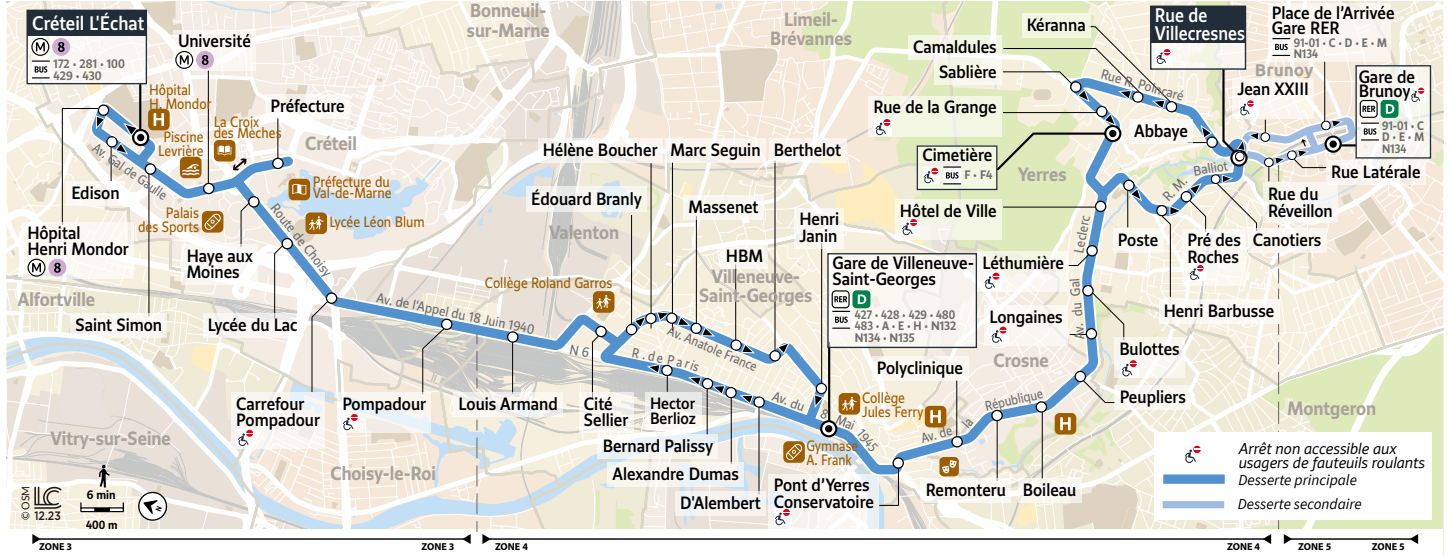 Créteil L'Échat
M 8
BUS 172 • 281 • 100
429 • 430
Université
M 8
Bonneuil-
sur-Marne
Limeil-
Brévannes
Kéranna
Camaldules
Sablière
Rue de
Villecresnes
Place de l'Arrivée
Gare RER
BUS 91-01 • C • D • E • M
N134
Brunoy
Jean XXIII
Gare de
Brunoy
RER D
BUS 91-01 • C
D • E • M
N134
Hôpital
H. Mondor
H
Piscine
Levrière
La Croix
des Mèches
Préfecture
Créteil
Rue R. Poincaré
Rue de la Grange
Abbaye
Hélène Boucher
Marc Seguin
Berthelot
Cimetière
BUS F • F4
Yerres
R. M. Balliot
Rue Latérale
Av. Gal de Gaulle
Edison
Préfecture du
Val-de-Marne
Palais
des Sports
Lycée Léon Blum
Route de Choisy
Édouard Branly
Massenet
Valenton
Henri
Janin
Hôtel de Ville
Av. du Gal Leclerc
Poste
Pré des
Roches
Canotiers
Rue du
Réveillon
Hôpital
Henri Mondor
M 8
Haye aux
Moines
HBM
Villeneuve-
Saint-Georges
Gare de Villeneuve-
Saint-Georges
RER D
BUS 427 • 428 • 429 • 480
483 • A • E • H • N132
N134 • N135
Léthumière
Collège Roland Garros
Alfortville
Saint Simon
Lycée du Lac
Av. de l'Appel du 18 Juin 1940
N 6
Av. Anatole France
R. de Paris
Longaines
Henri Barbusse
Crosne
Bulottes
Polyclinique
Peupliers
Carrefour
Pompadour
Pompadour
Louis Armand
Cité
Sellier
Hector
Berlioz
Av. du 8 Mai 1945
Collège
Jules Ferry
H
Av. de la République
H
Montgeron
Vitry-sur-Seine
Choisy-le-Roi
Bernard Palissy
Alexandre Dumas
D'Alembert
Gymnase
A. Frank
Pont d'Yerres
Conservatoire
Remonteru
Boileau
Arrêt non accessible aux
usagers de fauteuils roulants
Desserte principale
Desserte secondaire
© OSM
LC
12.23
6 min
400 m
ZONE 3
ZONE 3
ZONE 4
ZONE 4
ZONE 5
ZONE 5